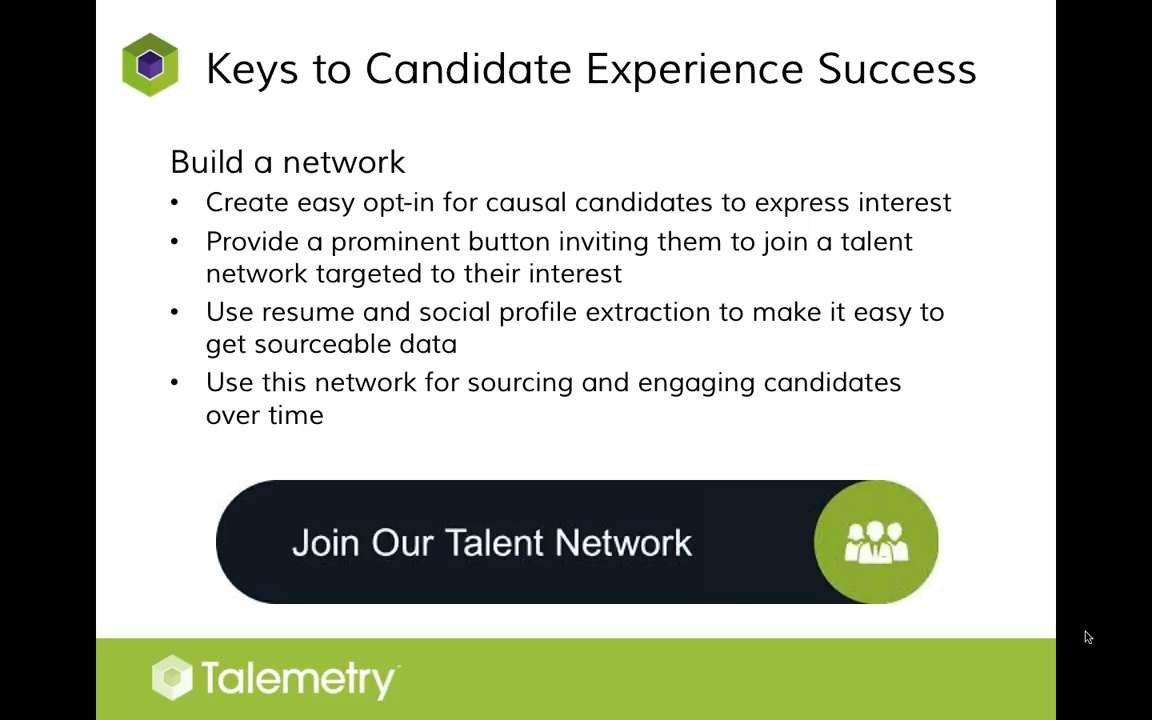 Keys to Candidate Experience Success
Build a network
• Create easy opt-in for causal candidates to express interest
• Provide a prominent button inviting them to join a talent
network targeted to their interest
• Use resume and social profile extraction to make it easy to
get sourceable data
• Use this network for sourcing and engaging candidates
over time
Join Our Talent Network
Talemetry